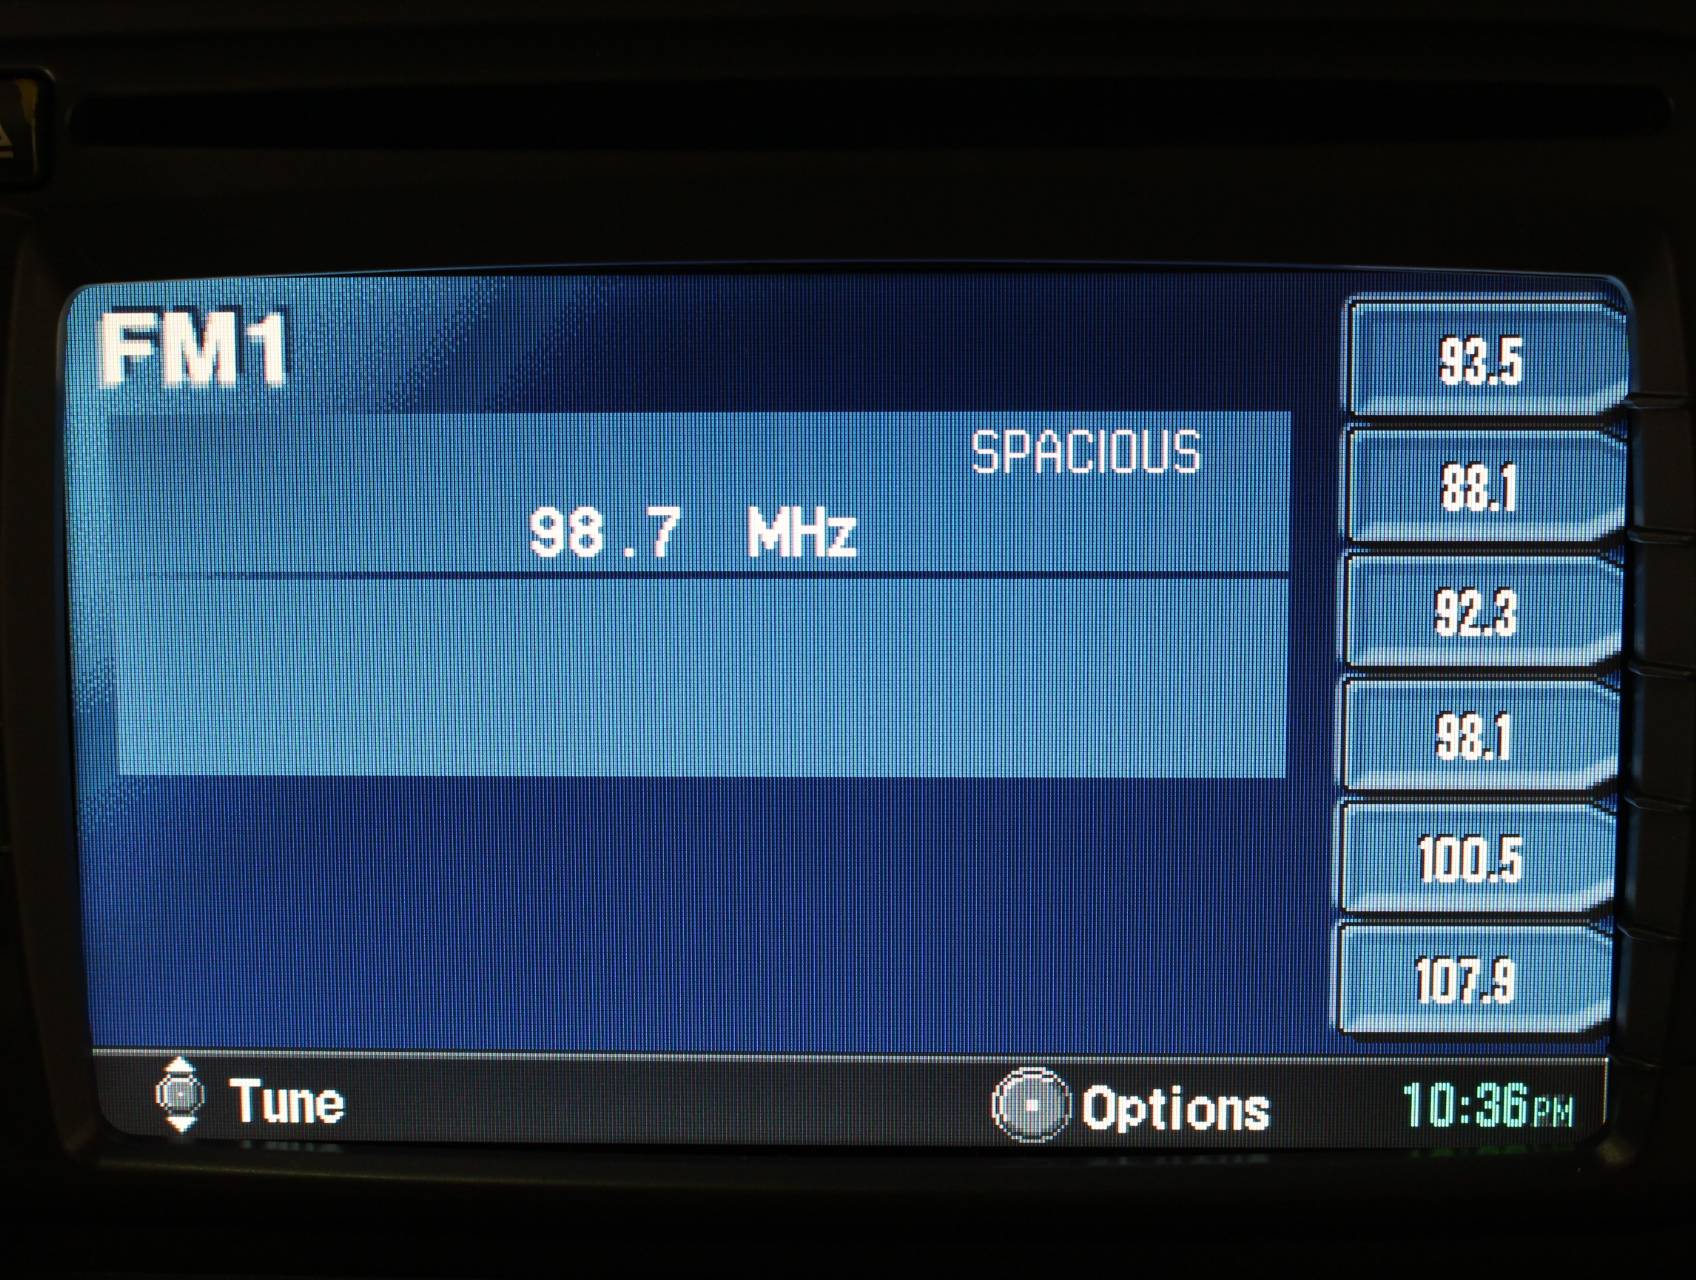 FM1
SPACIOUS
98.7 MHz
93.5
88.1
92.3
98.1
100.5
107.9
Tune
Options
10:36PM